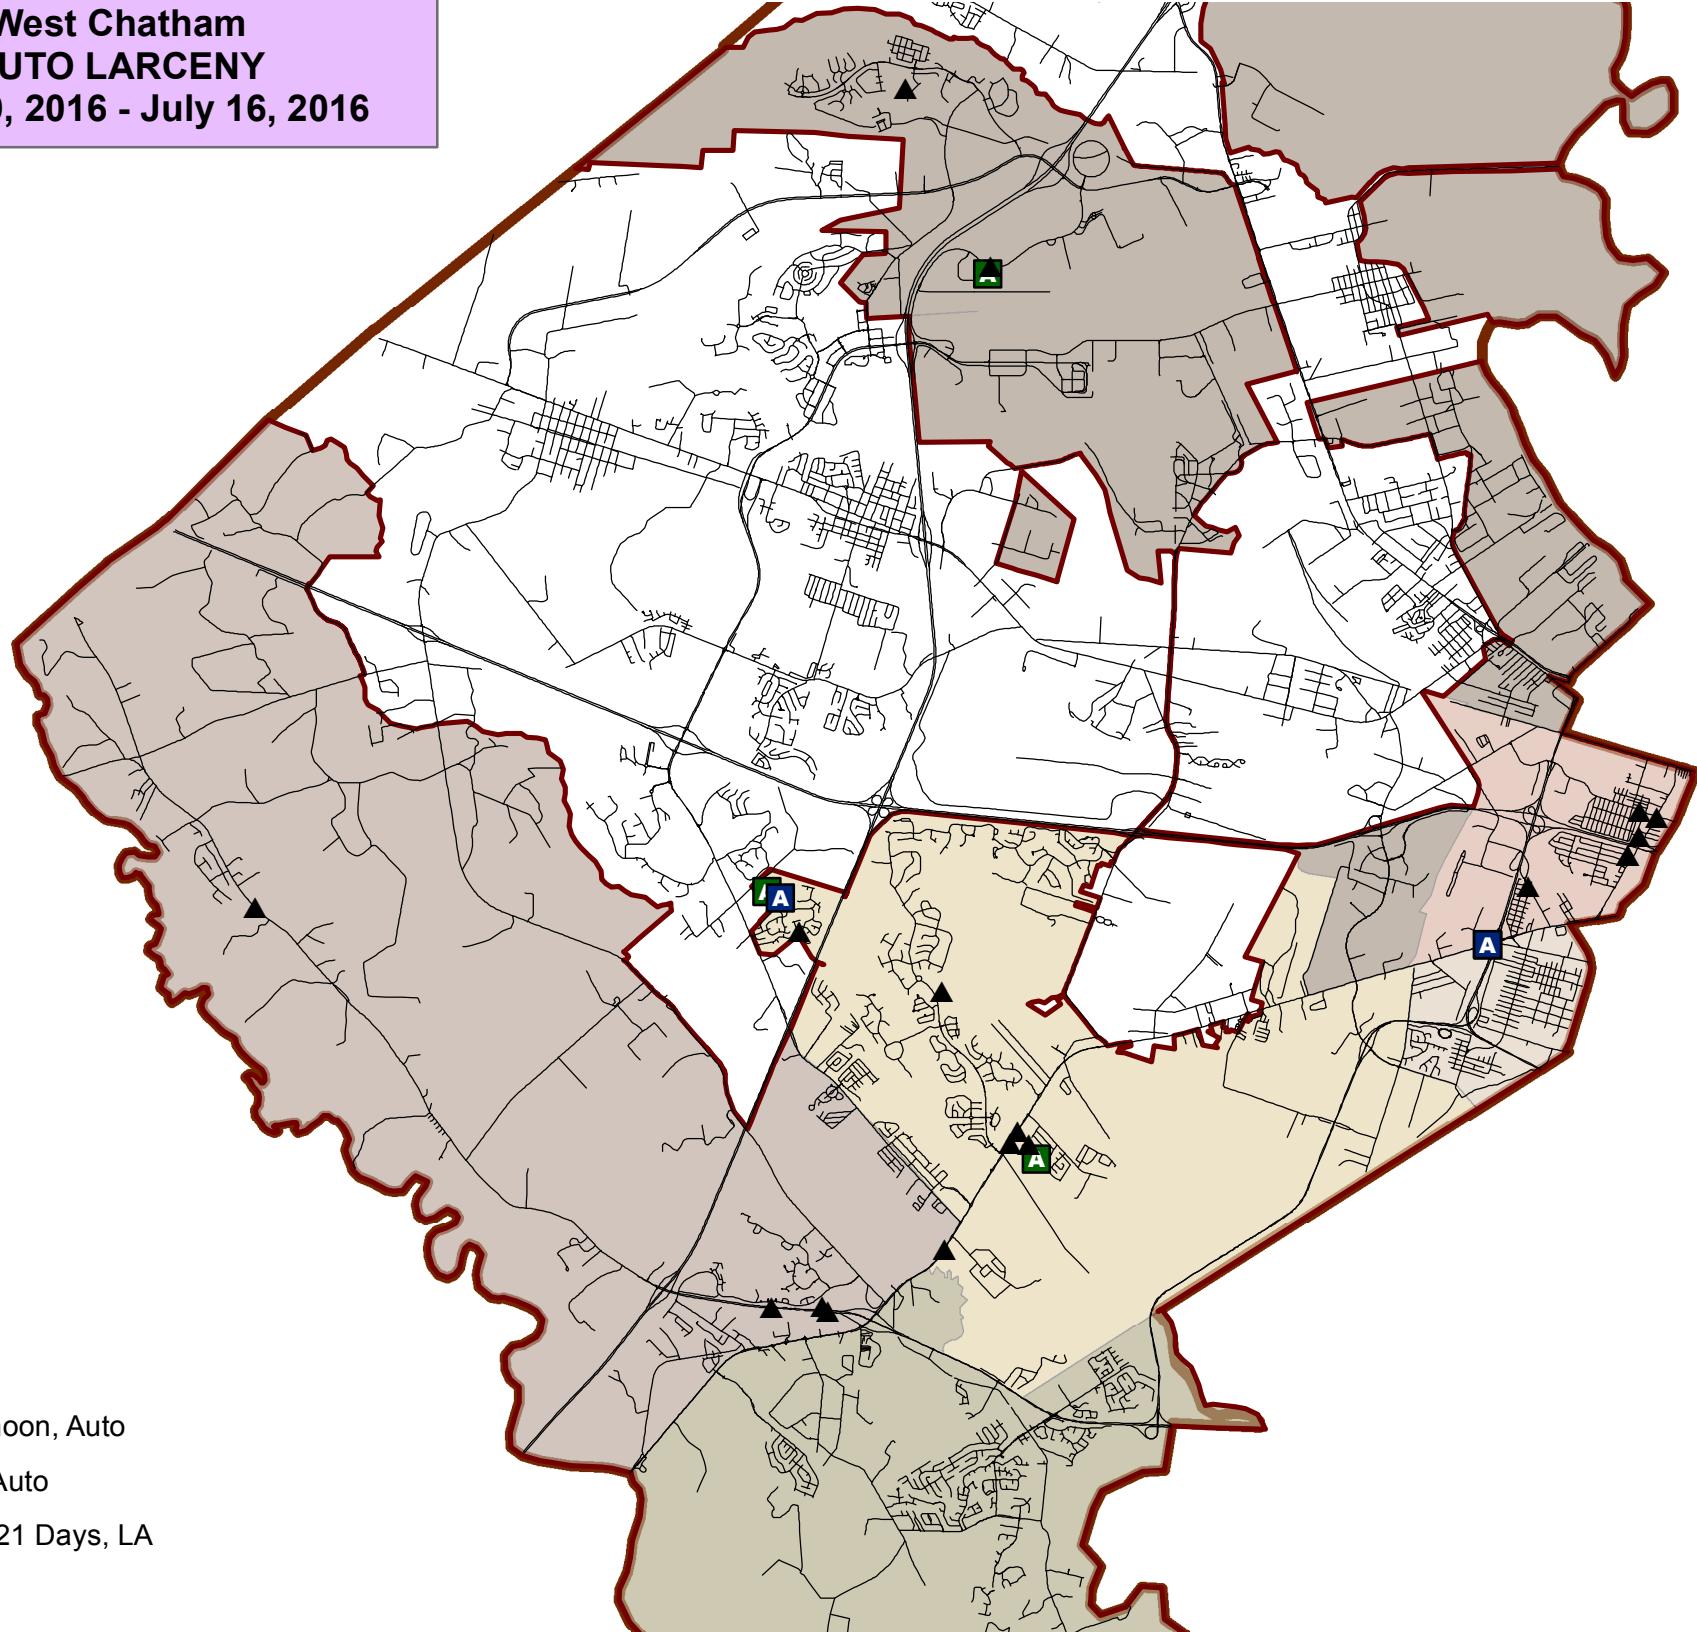 West Chatham
UTO LARCENY
, 2016 - July 16, 2016
A
A
A
A
A
oon, Auto
Auto
21 Days, LA